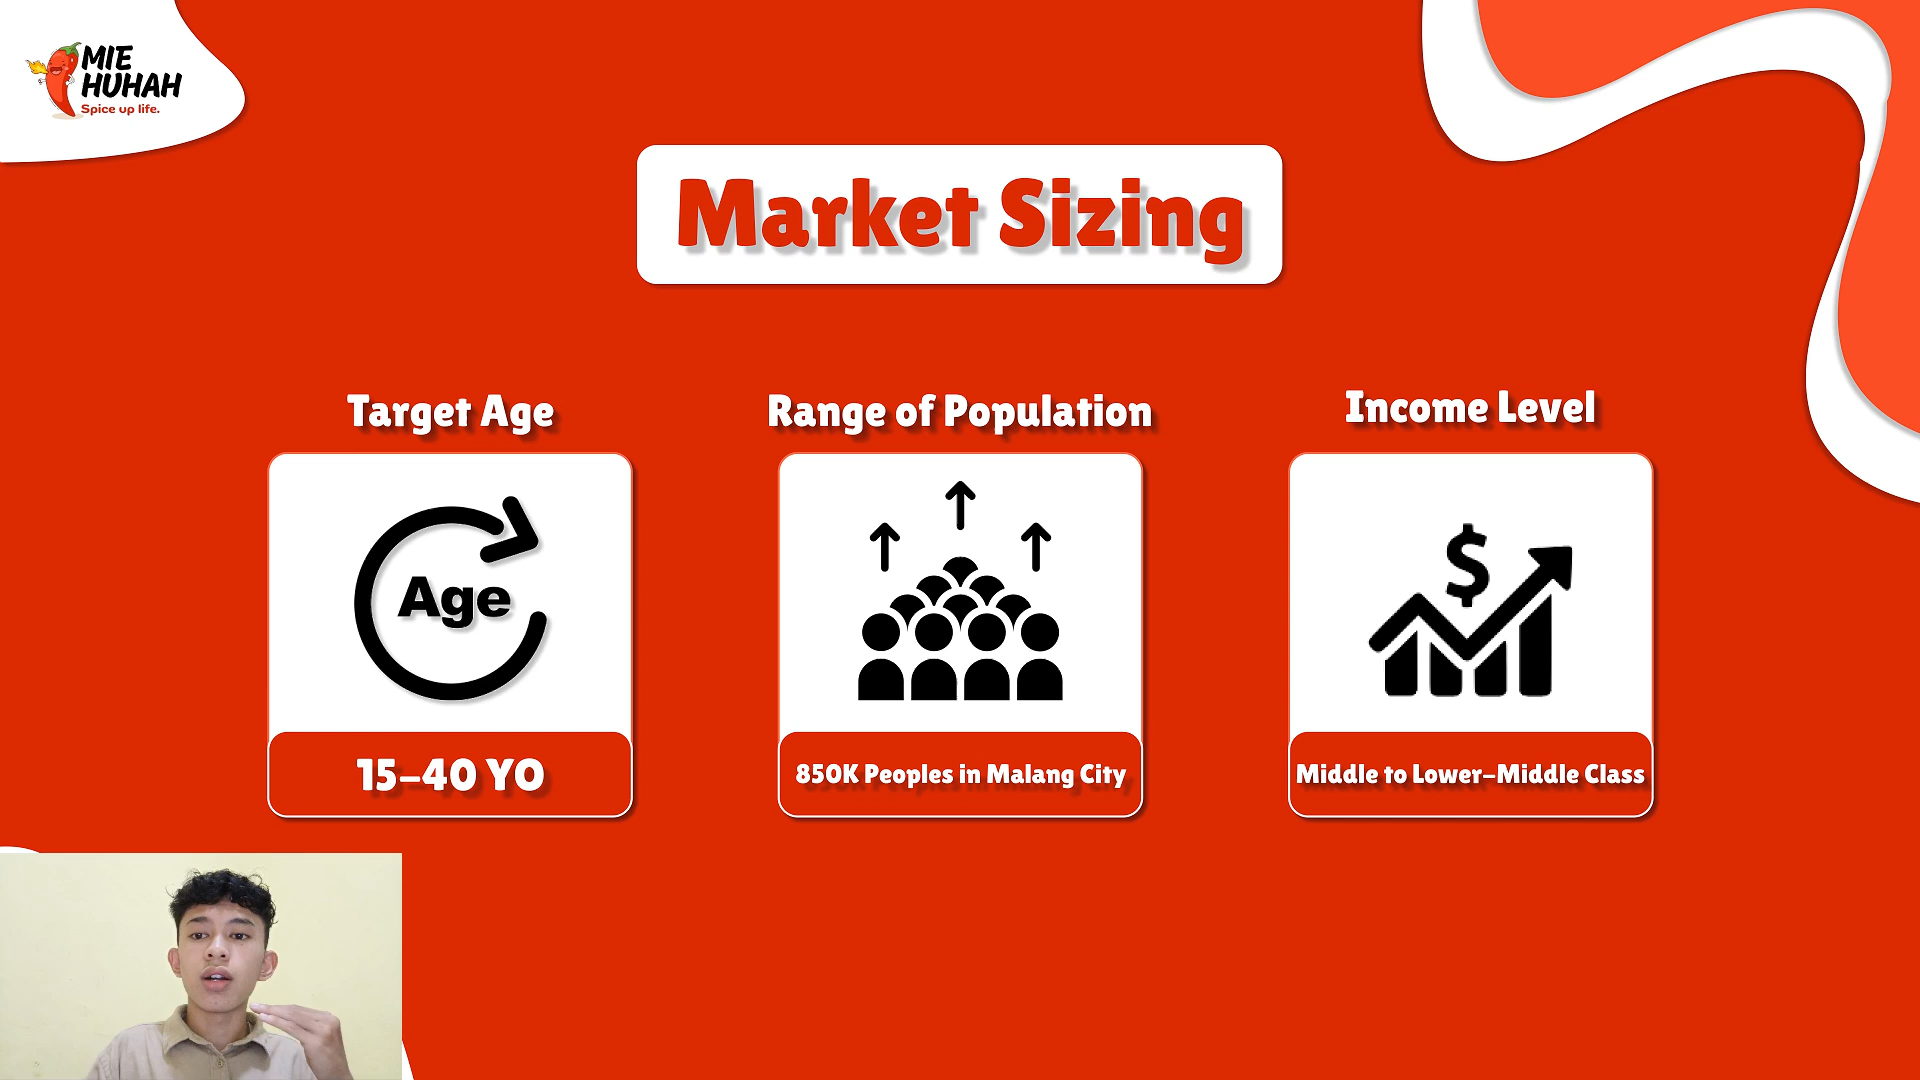 MIE
HUHAH
Spice up life.
Market Sizing
Target Age
Range of Population
Income Level
Age
$
15-40 YO
850K Peoples in Malang City
Middle to Lower-Middle Class